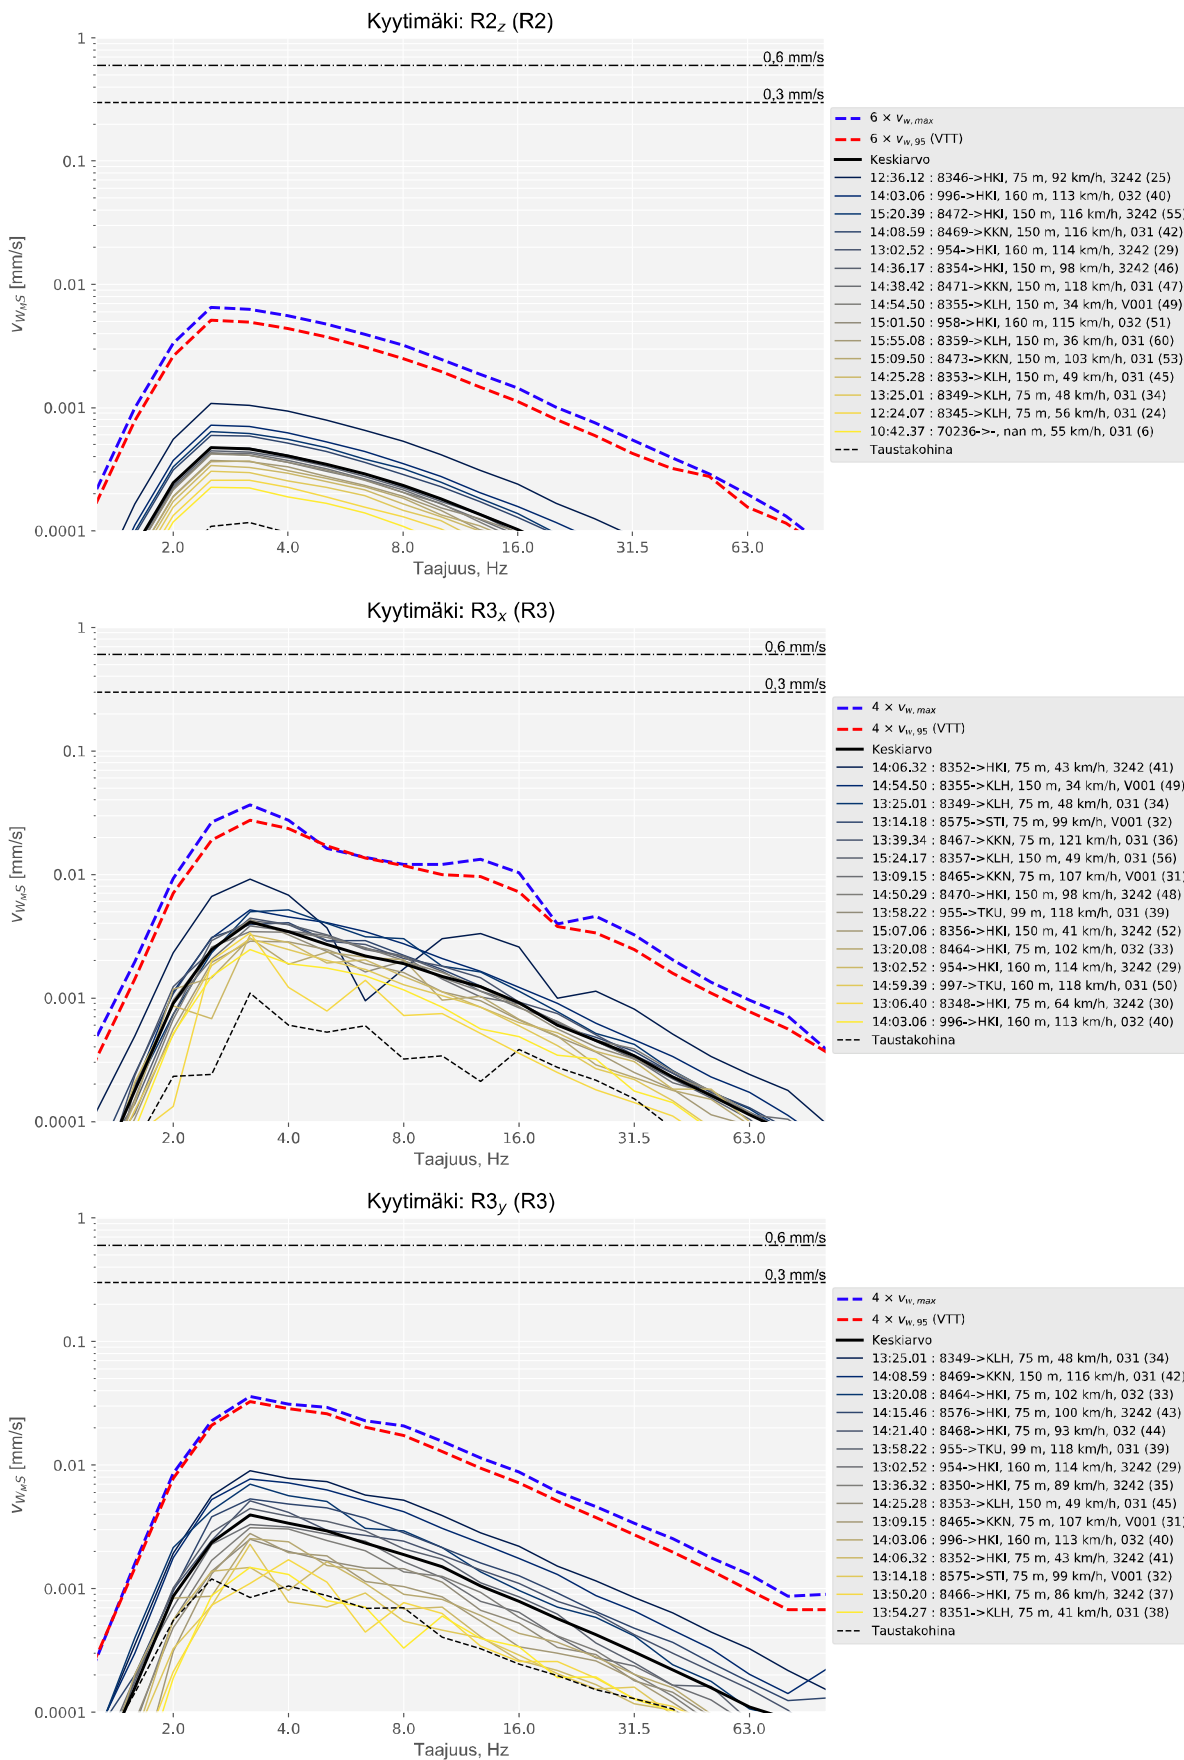 Kyytimäki: R2z (R2)
1
0,6 mm/s
0,3 mm/s
0.1
0.01
0.001
0.0001
vWMS [mm/s]
2.0 4.0 8.0 16.0 31.5 63.0
Taajuus, Hz
6 × vw, max
6 × vw, 95 (VTT)
Keskiarvo
12:36.12 : 8346->HKI, 75 m, 92 km/h, 3242 (25)
14:03.06 : 996->HKI, 160 m, 113 km/h, 032 (40)
15:20.39 : 8472->HKI, 150 m, 116 km/h, 3242 (55)
14:08.59 : 8469->KKN, 150 m, 116 km/h, 031 (42)
13:02.52 : 954->HKI, 160 m, 114 km/h, 3242 (29)
14:36.17 : 8354->HKI, 150 m, 98 km/h, 3242 (46)
14:38.42 : 8471->KKN, 150 m, 118 km/h, 031 (47)
14:54.50 : 8355->KLH, 150 m, 34 km/h, V001 (49)
15:01.50 : 958->HKI, 160 m, 115 km/h, 032 (51)
15:55.08 : 8359->KLH, 150 m, 36 km/h, 031 (60)
15:09.50 : 8473->KKN, 150 m, 103 km/h, 031 (53)
14:25.28 : 8353->KLH, 150 m, 49 km/h, 031 (45)
13:25.01 : 8349->KLH, 75 m, 48 km/h, 031 (34)
12:24.07 : 8345->KLH, 75 m, 56 km/h, 031 (24)
10:42.37 : 70236->-, nan m, 55 km/h, 031 (6)
Taustakohina
Kyytimäki: R3x (R3)
1
0,6 mm/s
0,3 mm/s
0.1
0.01
0.001
0.0001
vWMS [mm/s]
2.0 4.0 8.0 16.0 31.5 63.0
Taajuus, Hz
4 × vw, max
4 × vw, 95 (VTT)
Keskiarvo
14:06.32 : 8352->HKI, 75 m, 43 km/h, 3242 (41)
14:54.50 : 8355->KLH, 150 m, 34 km/h, V001 (49)
13:25.01 : 8349->KLH, 75 m, 48 km/h, 031 (34)
13:14.18 : 8575->STI, 75 m, 99 km/h, V001 (32)
13:39.34 : 8467->KKN, 75 m, 121 km/h, 031 (36)
15:24.17 : 8357->KLH, 150 m, 49 km/h, 031 (56)
13:09.15 : 8465->KKN, 75 m, 107 km/h, V001 (31)
14:50.29 : 8470->HKI, 150 m, 98 km/h, 3242 (48)
13:58.22 : 955->TKU, 99 m, 118 km/h, 031 (39)
15:07.06 : 8356->HKI, 150 m, 41 km/h, 3242 (52)
13:20.08 : 8464->HKI, 75 m, 102 km/h, 032 (33)
13:02.52 : 954->HKI, 160 m, 114 km/h, 3242 (29)
14:59.39 : 997->TKU, 160 m, 118 km/h, 031 (50)
13:06.40 : 8348->HKI, 75 m, 64 km/h, 3242 (30)
14:03.06 : 996->HKI, 160 m, 113 km/h, 032 (40)
Taustakohina
Kyytimäki: R3y (R3)
1
0,6 mm/s
0,3 mm/s
0.1
0.01
0.001
0.0001
vWMS [mm/s]
2.0 4.0 8.0 16.0 31.5 63.0
Taajuus, Hz
4 × vw, max
4 × vw, 95 (VTT)
Keskiarvo
13:25.01 : 8349->KLH, 75 m, 48 km/h, 031 (34)
14:08.59 : 8469->KKN, 150 m, 116 km/h, 031 (42)
13:20.08 : 8464->HKI, 75 m, 102 km/h, 032 (33)
14:15.46 : 8576->HKI, 75 m, 100 km/h, 3242 (43)
14:21.40 : 8468->HKI, 75 m, 93 km/h, 032 (44)
13:58.22 : 955->TKU, 99 m, 118 km/h, 031 (39)
13:02.52 : 954->HKI, 160 m, 114 km/h, 3242 (29)
13:36.32 : 8350->HKI, 75 m, 89 km/h, 3242 (35)
14:25.28 : 8353->KLH, 150 m, 49 km/h, 031 (45)
13:09.15 : 8465->KKN, 75 m, 107 km/h, V001 (31)
14:03.06 : 996->HKI, 160 m, 113 km/h, 032 (40)
14:06.32 : 8352->HKI, 75 m, 43 km/h, 3242 (41)
13:14.18 : 8575->STI, 75 m, 99 km/h, V001 (32)
13:50.20 : 8466->HKI, 75 m, 86 km/h, 3242 (37)
13:54.27 : 8351->KLH, 75 m, 41 km/h, 031 (38)
Taustakohina